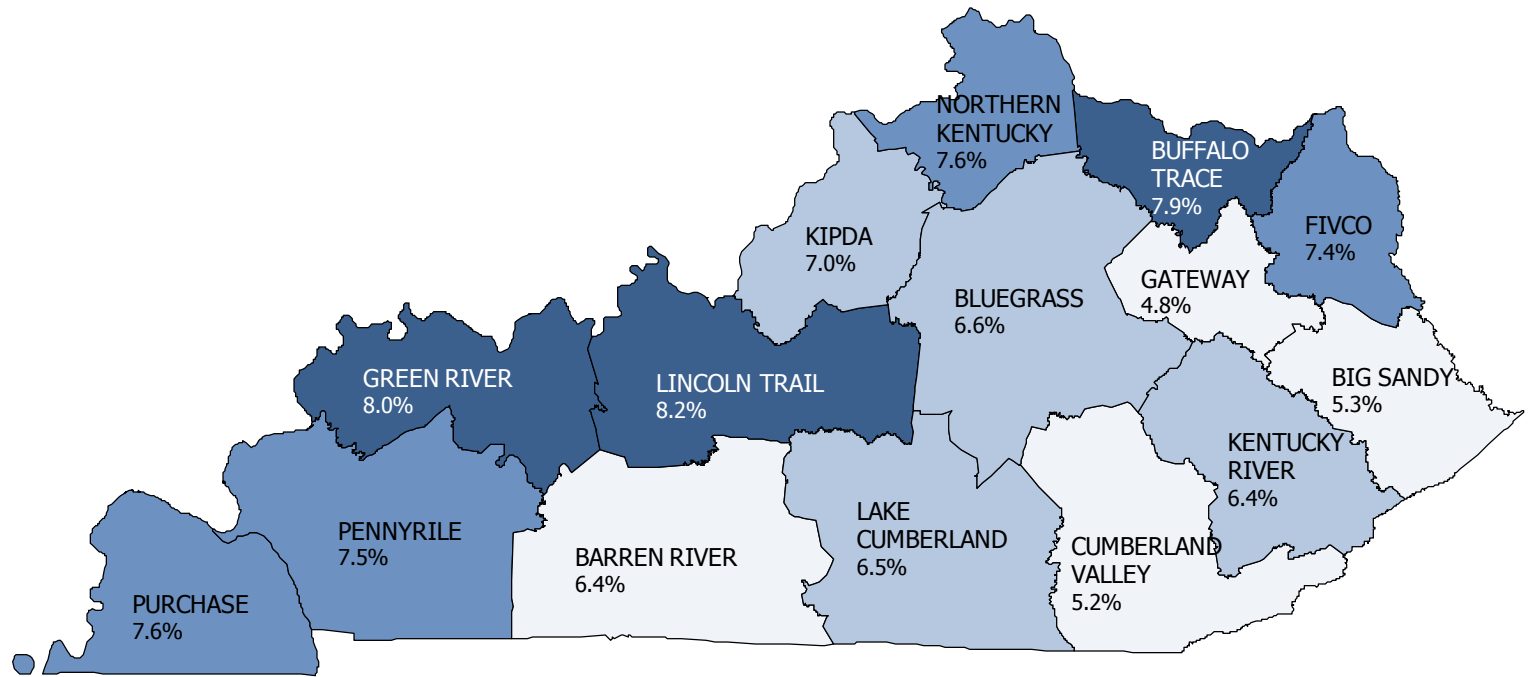 NORTHERN
KENTUCKY
7.6%
BUFFALO
TRACE
7.9%
FIVCO
7.4%
KIPDA
7.0%
GATEWAY
4.8%
BLUEGRASS
6.6%
GREEN RIVER
8.0%
LINCOLN TRAIL
8.2%
BIG SANDY
5.3%
KENTUCKY
RIVER
6.4%
PENNYRILE
7.5%
BARREN RIVER
6.4%
LAKE
CUMBERLAND
6.5%
CUMBERLAND
VALLEY
5.2%
PURCHASE
7.6%